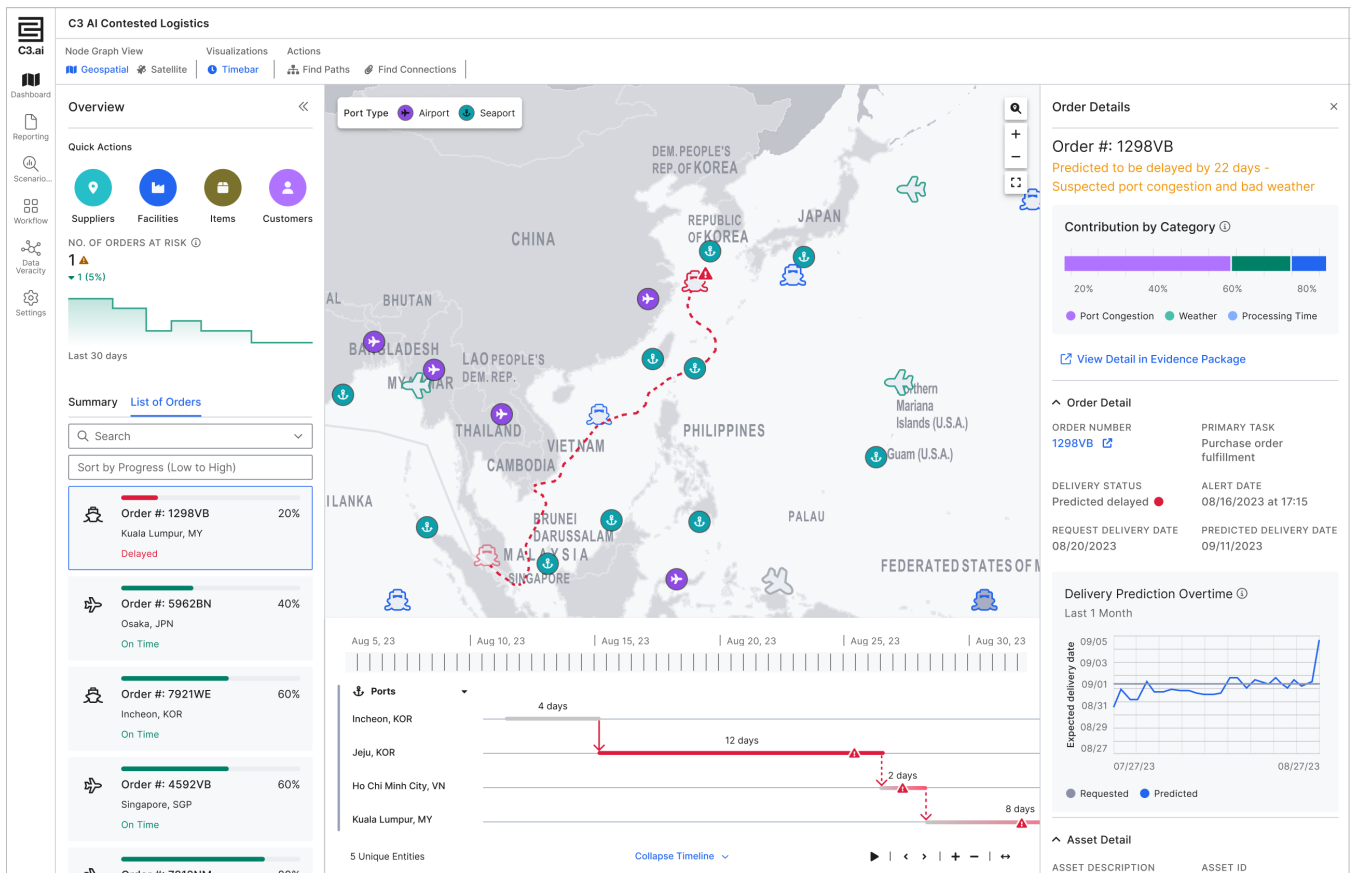 C3.ai
C3 AI Contested Logistics
Node Graph View
Visualizations
Actions
Geospatial
Satellite
Timebar
Find Paths
Find Connections
Dashboard
Reporting
Scenario...
Workflow
Data
Veracity
Settings
Overview
Quick Actions
Suppliers
Facilities
Items
Customers
NO. OF ORDERS AT RISK
1
1 (5%)
Last 30 days
Summary
List of Orders
Search
Sort by Progress (Low to High)
Order #: 1298VB
20%
Kuala Lumpur, MY
Delayed
Order #: 5962BN
40%
Osaka, JPN
On Time
Order #: 7921WE
60%
Incheon, KOR
On Time
Order #: 4592VB
60%
Singapore, SGP
On Time
Port Type
Airport
Seaport
DEM. PEOPLE'S
REP. OF KOREA
REPUBLIC
OF KOREA
JAPAN
CHINA
AL
BHUTAN
BANGLADESH
MYANMAR
LAO PEOPLE'S
DEM. REP.
THAILAND
VIETNAM
CAMBODIA
PHILIPPINES
Northern
Mariana
Islands (U.S.A.)
Guam (U.S.A.)
I LANKA
BRUNEI
DARUSSALAM
MALAYSIA
SINGAPORE
PALAU
FEDERATED STATES OF M
Aug 5, 23
Aug 10, 23
Aug 15, 23
Aug 20, 23
Aug 25, 23
Aug 30, 23
Ports
Incheon, KOR
4 days
Jeju, KOR
12 days
Ho Chi Minh City, VN
2 days
Kuala Lumpur, MY
8 days
5 Unique Entities
Collapse Timeline
Order Details
Order #: 1298VB
Predicted to be delayed by 22 days -
Suspected port congestion and bad weather
Contribution by Category
20%
40%
60%
80%
Port Congestion
Weather
Processing Time
View Detail in Evidence Package
Order Detail
ORDER NUMBER
1298VB
PRIMARY TASK
Purchase order
fulfillment
DELIVERY STATUS
Predicted delayed
ALERT DATE
08/16/2023 at 17:15
REQUEST DELIVERY DATE
08/20/2023
PREDICTED DELIVERY DATE
09/11/2023
Delivery Prediction Overtime
Last 1 Month
Expected delivery date
09/05
09/03
09/01
08/31
08/29
08/27
07/27/23
08/27/23
Requested
Predicted
Asset Detail
ASSET DESCRIPTION
ASSET ID